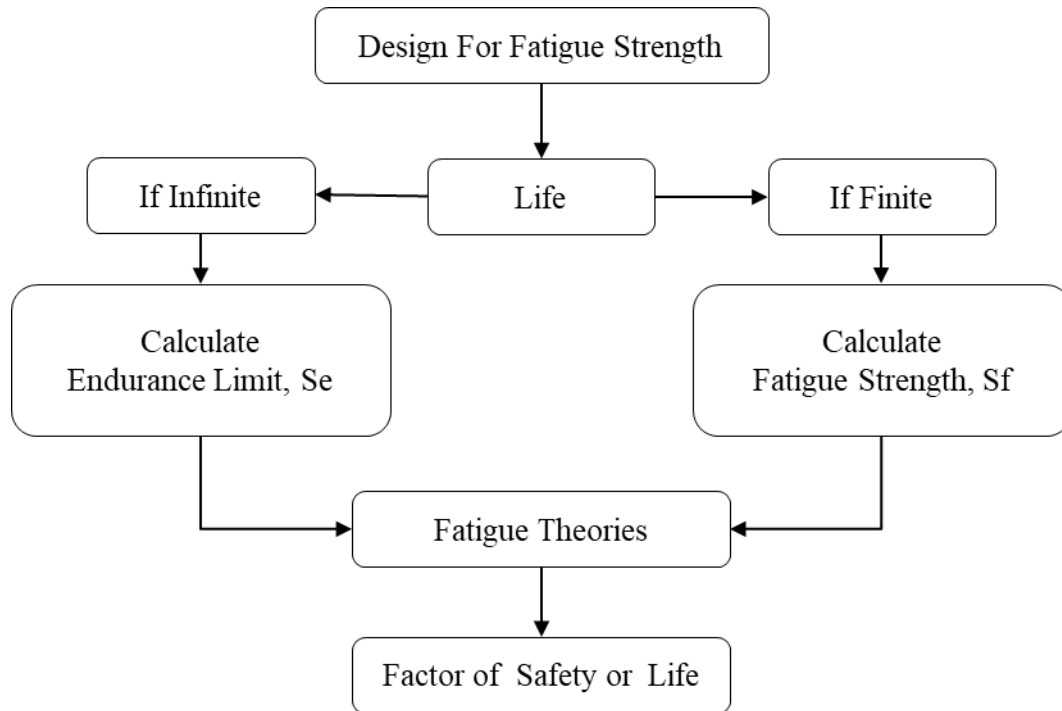 Design For Fatigue Strength
If Infinite
Life
If Finite
Calculate
Endurance Limit, Se
Calculate
Fatigue Strength, Sf
Fatigue Theories
Factor of Safety or Life